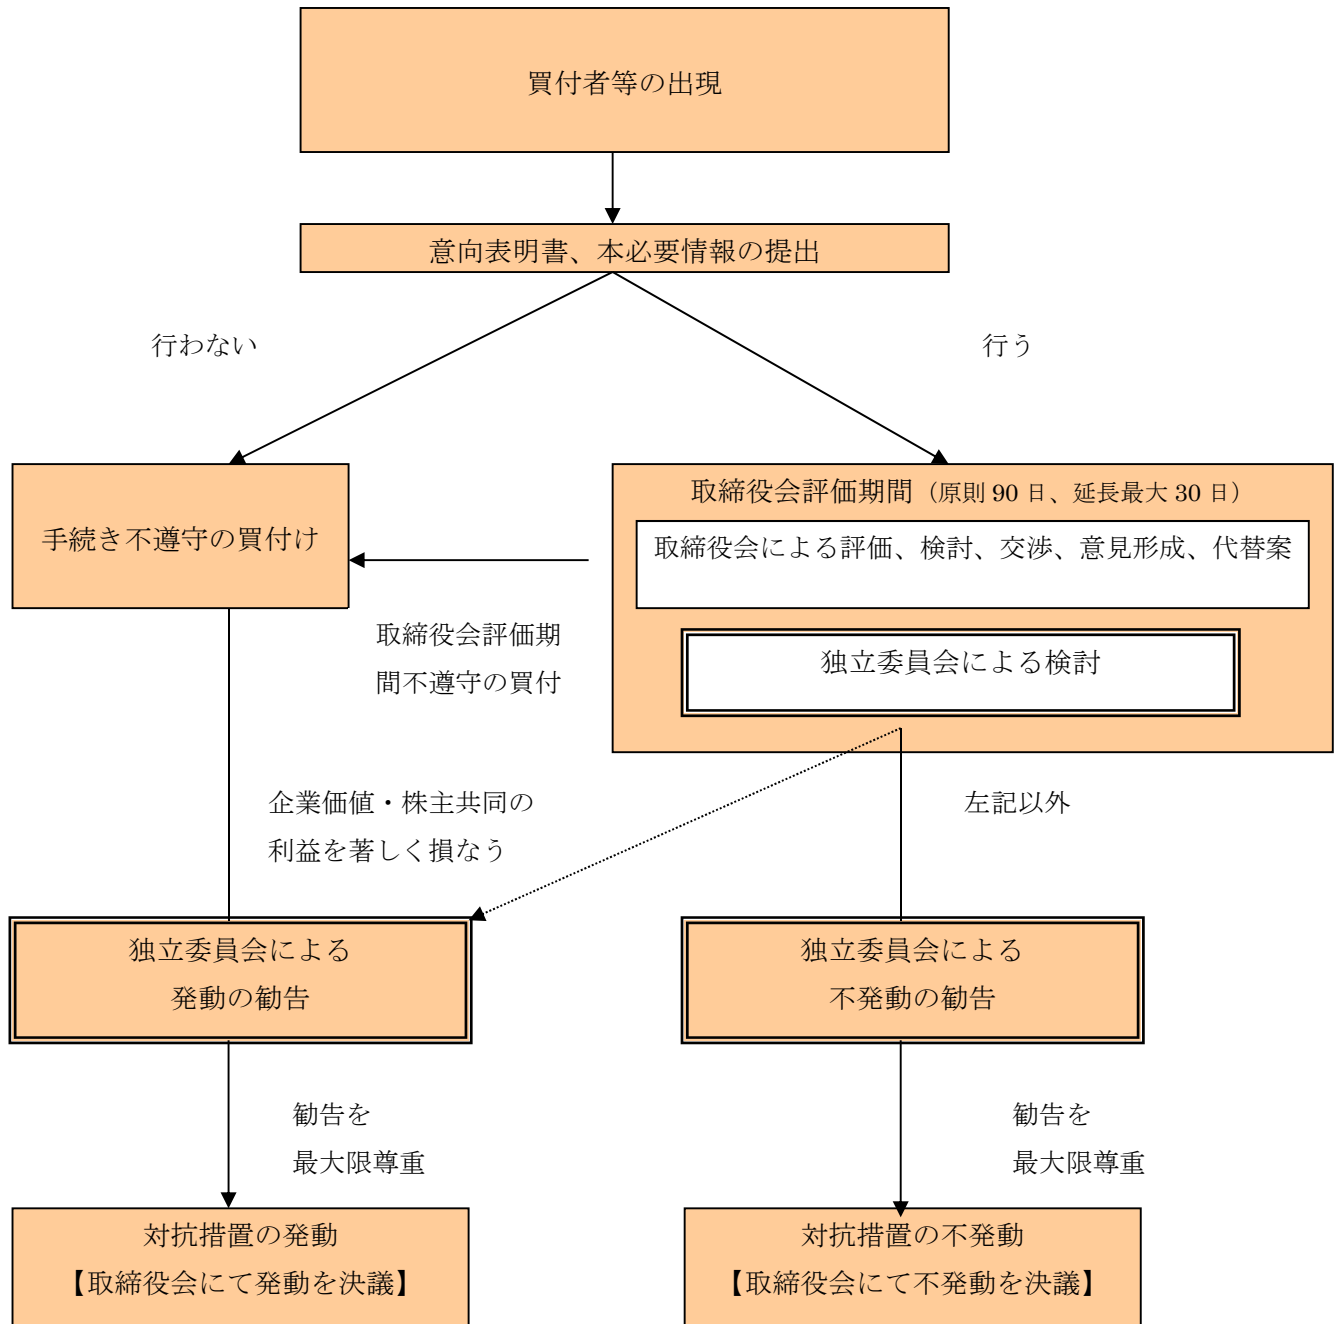 買付者等の出現
意向表明書、本必要情報の提出
行わない
行う
手続き不遵守の買付け
取締役会評価期間（原則 90 日、延長最大 30 日）
取締役会による評価、検討、交渉、意見形成、代替案
独立委員会による検討
取締役会評価期
間不遵守の買付
企業価値・株主共同の
利益を著しく損なう
左記以外
独立委員会による
発動の勧告
独立委員会による
不発動の勧告
勧告を
最大限尊重
勧告を
最大限尊重
対抗措置の発動
【取締役会にて発動を決議】
対抗措置の不発動
【取締役会にて不発動を決議】